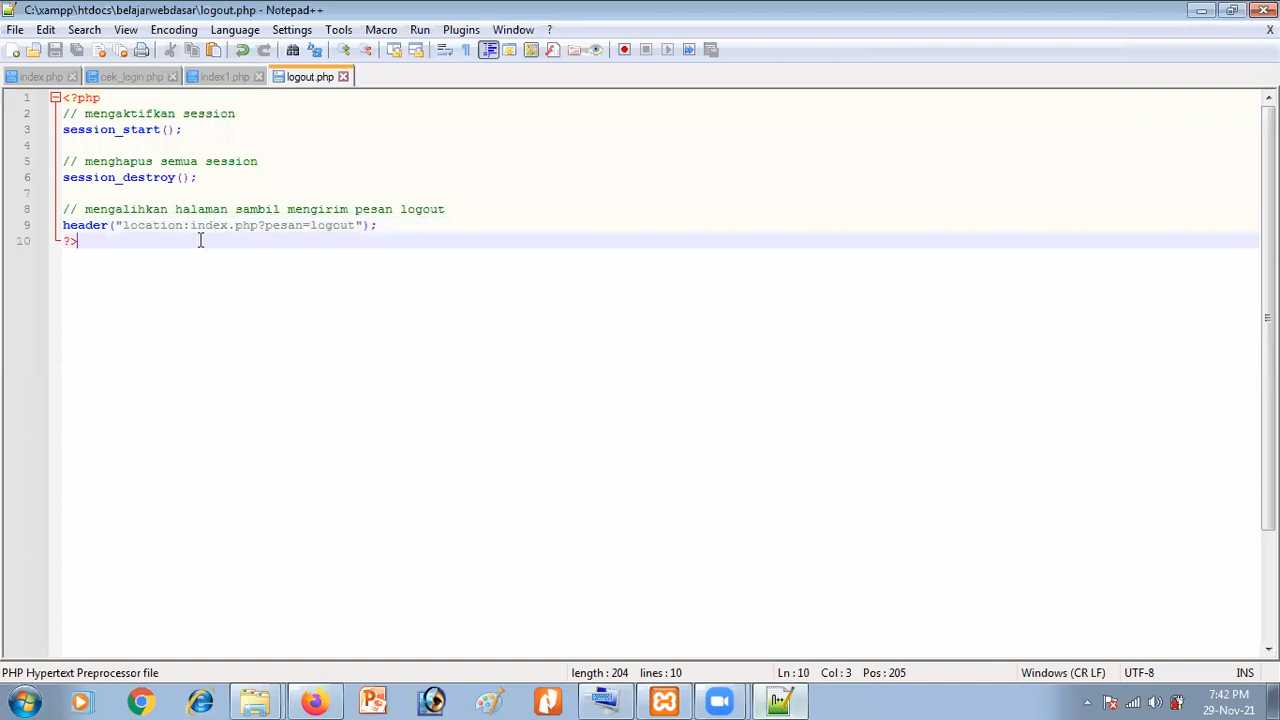 C:\xampp\htdocs\belajarwebdasar\logout.php - Notepad++
File Edit Search View Encoding Language Settings Tools Macro Run Plugins Window ? X
index.php cek_login.php index1.php logout.php
1 <?php
2 // mengaktifkan session
3 session_start();
4
5 // menghapus semua session
6 session_destroy();
7
8 // mengalihkan halaman sambil mengirim pesan logout
9 header("location:index.php?pesan=logout");
10 ?>
PHP Hypertext Preprocessor file length : 204 lines : 10 Ln : 10 Col : 3 Pos : 205 Windows (CR LF) UTF-8 INS
7:42 PM
29-Nov-21